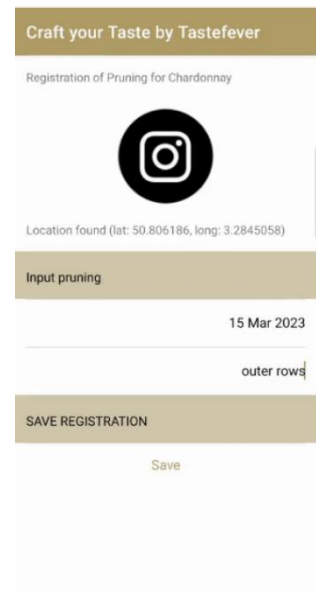 Craft your Taste by Tastefever
Registration of Pruning for Chardonnay
Location found (lat: 50.806186, long: 3.2845058)
Input pruning
15 Mar 2023
outer rows
SAVE REGISTRATION
Save